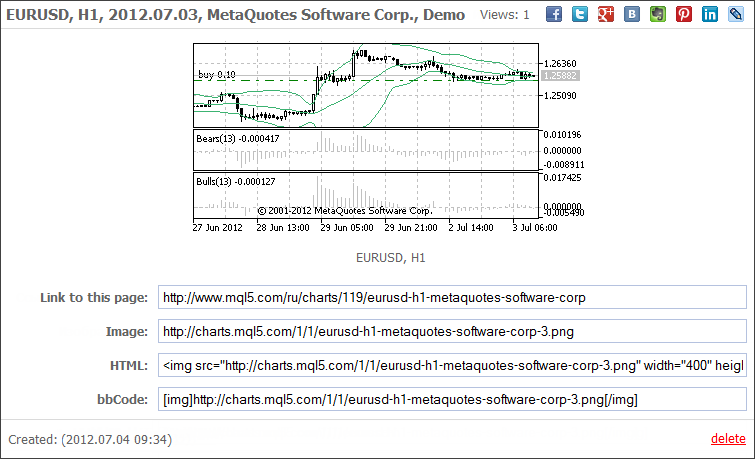 EURUSD, H1, 2012.07.03, MetaQuotes Software Corp., Demo Views: 1
buy 0.10
1.26360
1.25882
1.25090
Bears(13) -0.000417
0.010196
0.000000
-0.008911
Bulls(13) -0.000127
0.017425
0.000000
-0.005490
© 2001-2012 MetaQuotes Software Corp.
27 Jun 2012 28 Jun 13:00 29 Jun 05:00 29 Jun 21:00 2 Jul 14:00 3 Jul 06:00
EURUSD, H1
Link to this page: http://www.mql5.com/ru/charts/119/eurusd-h1-metaquotes-software-corp
Image: http://charts.mql5.com/1/1/eurusd-h1-metaquotes-software-corp-3.png
HTML: <img src="http://charts.mql5.com/1/1/eurusd-h1-metaquotes-software-corp-3.png" width="400" heigl
bbCode: [img]http://charts.mql5.com/1/1/eurusd-h1-metaquotes-software-corp-3.png[/img]
Created: (2012.07.04 09:34) delete